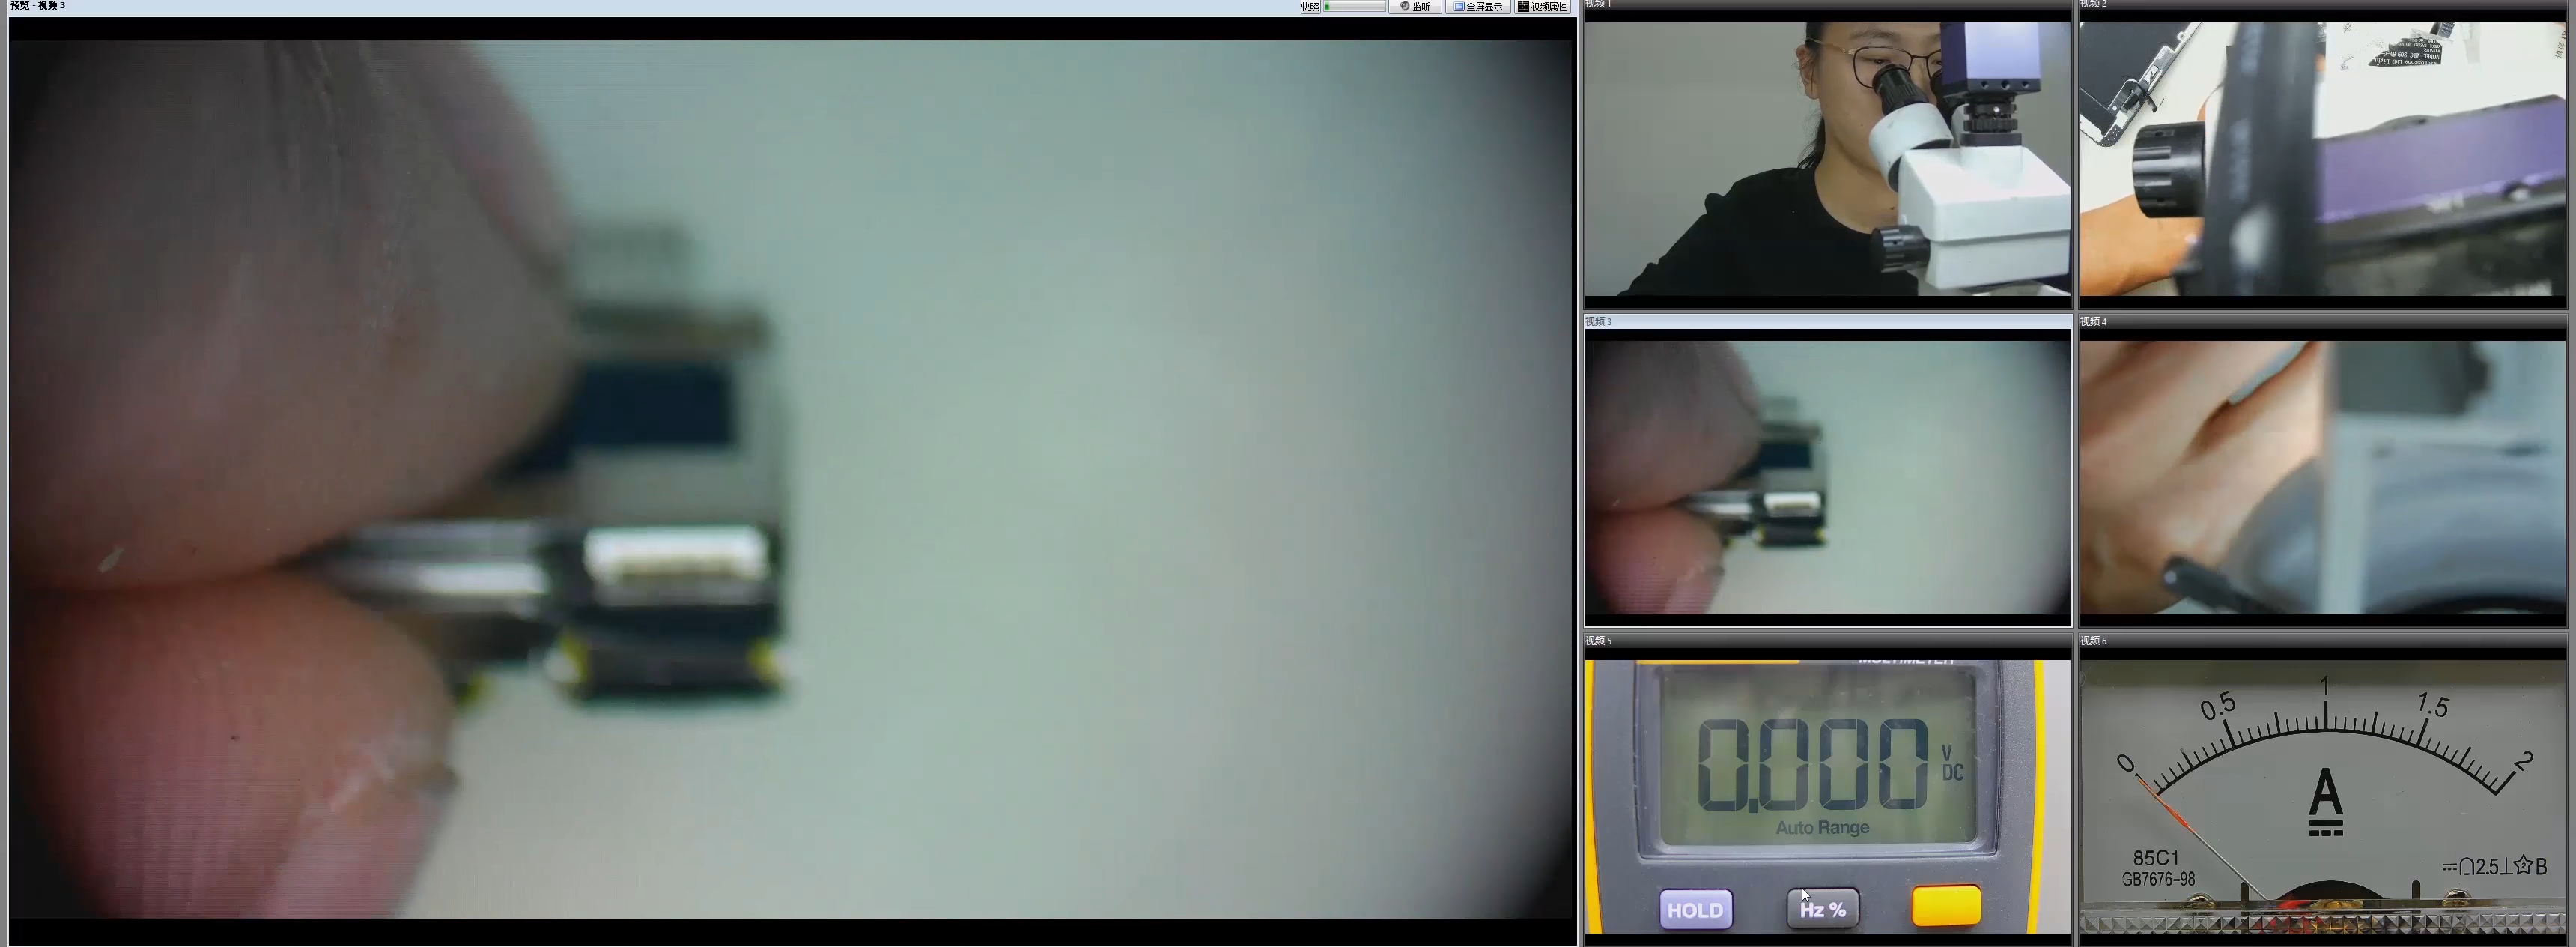 预览 - 视频 3
快照
监听
全屏显示
视频属性
视频 1
视频 2
视频 3
视频 4
视频 5
视频 6
MULTIMETER
0.000
V
DC
Auto Range
HOLD
Hz %
0 0.5 1 1.5 2
A
85C1
GB7676-98
2.5
B